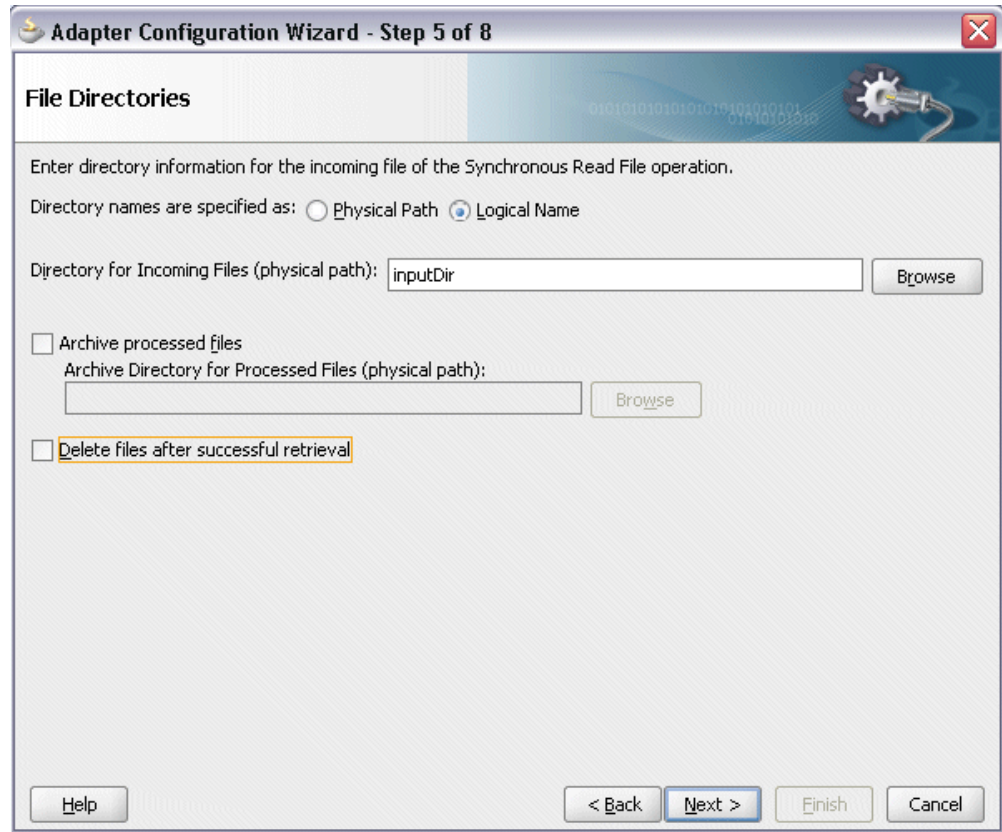 Adapter Configuration Wizard - Step 5 of 8
File Directories
Enter directory information for the incoming file of the Synchronous Read File operation.
Directory names are specified as: Physical Path Logical Name
Directory for Incoming Files (physical path): inputDir Browse
Archive processed files
Archive Directory for Processed Files (physical path):
Browse
Delete files after successful retrieval
Help < Back Next > Finish Cancel